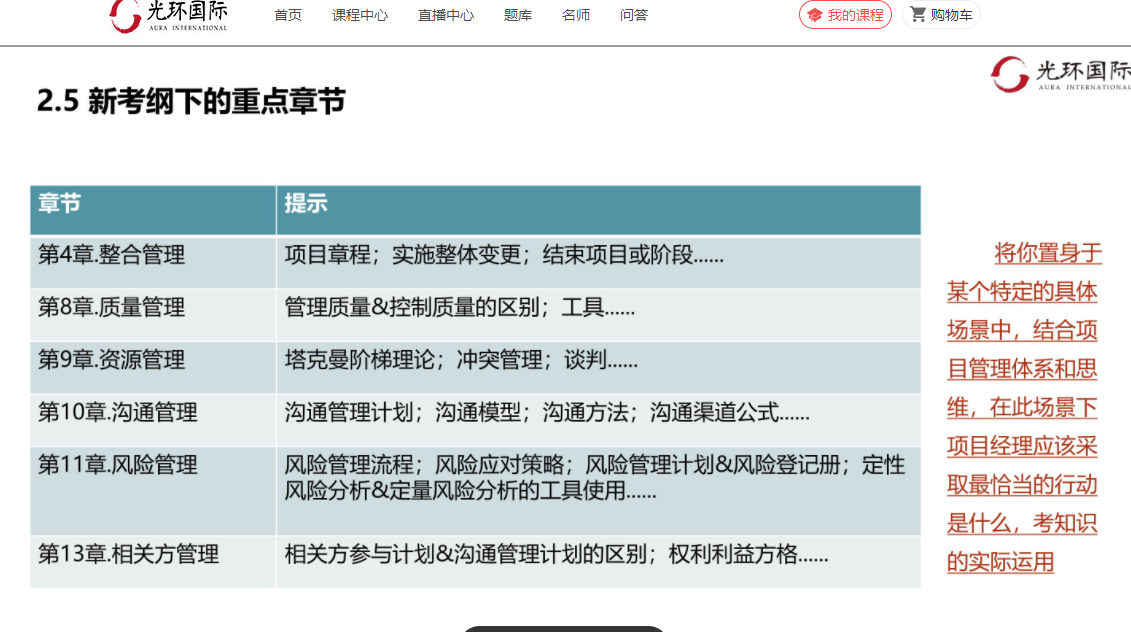 光环国际
AURA INTERNATIONAL
首页 课程中心 直播中心 题库 名师 问答 我的课程 购物车
光环国际
AURA INTERNATIONAL
2.5 新考纲下的重点章节
章节 提示
第4章.整合管理 项目章程；实施整体变更；结束项目或阶段......
第8章.质量管理 管理质量&控制质量的区别；工具......
第9章.资源管理 塔克曼阶梯理论；冲突管理；谈判......
第10章.沟通管理 沟通管理计划；沟通模型；沟通方法；沟通渠道公式......
第11章.风险管理 风险管理流程；风险应对策略；风险管理计划&风险登记册；定性
风险分析&定量风险分析的工具使用......
第13章.相关方管理 相关方参与计划&沟通管理计划的区别；权利利益方格......
将你置身于
某个特定的具体
场景中，结合项
目管理体系和思
维，在此场景下
项目经理应该采
取最恰当的行动
是什么，考知识
的实际运用